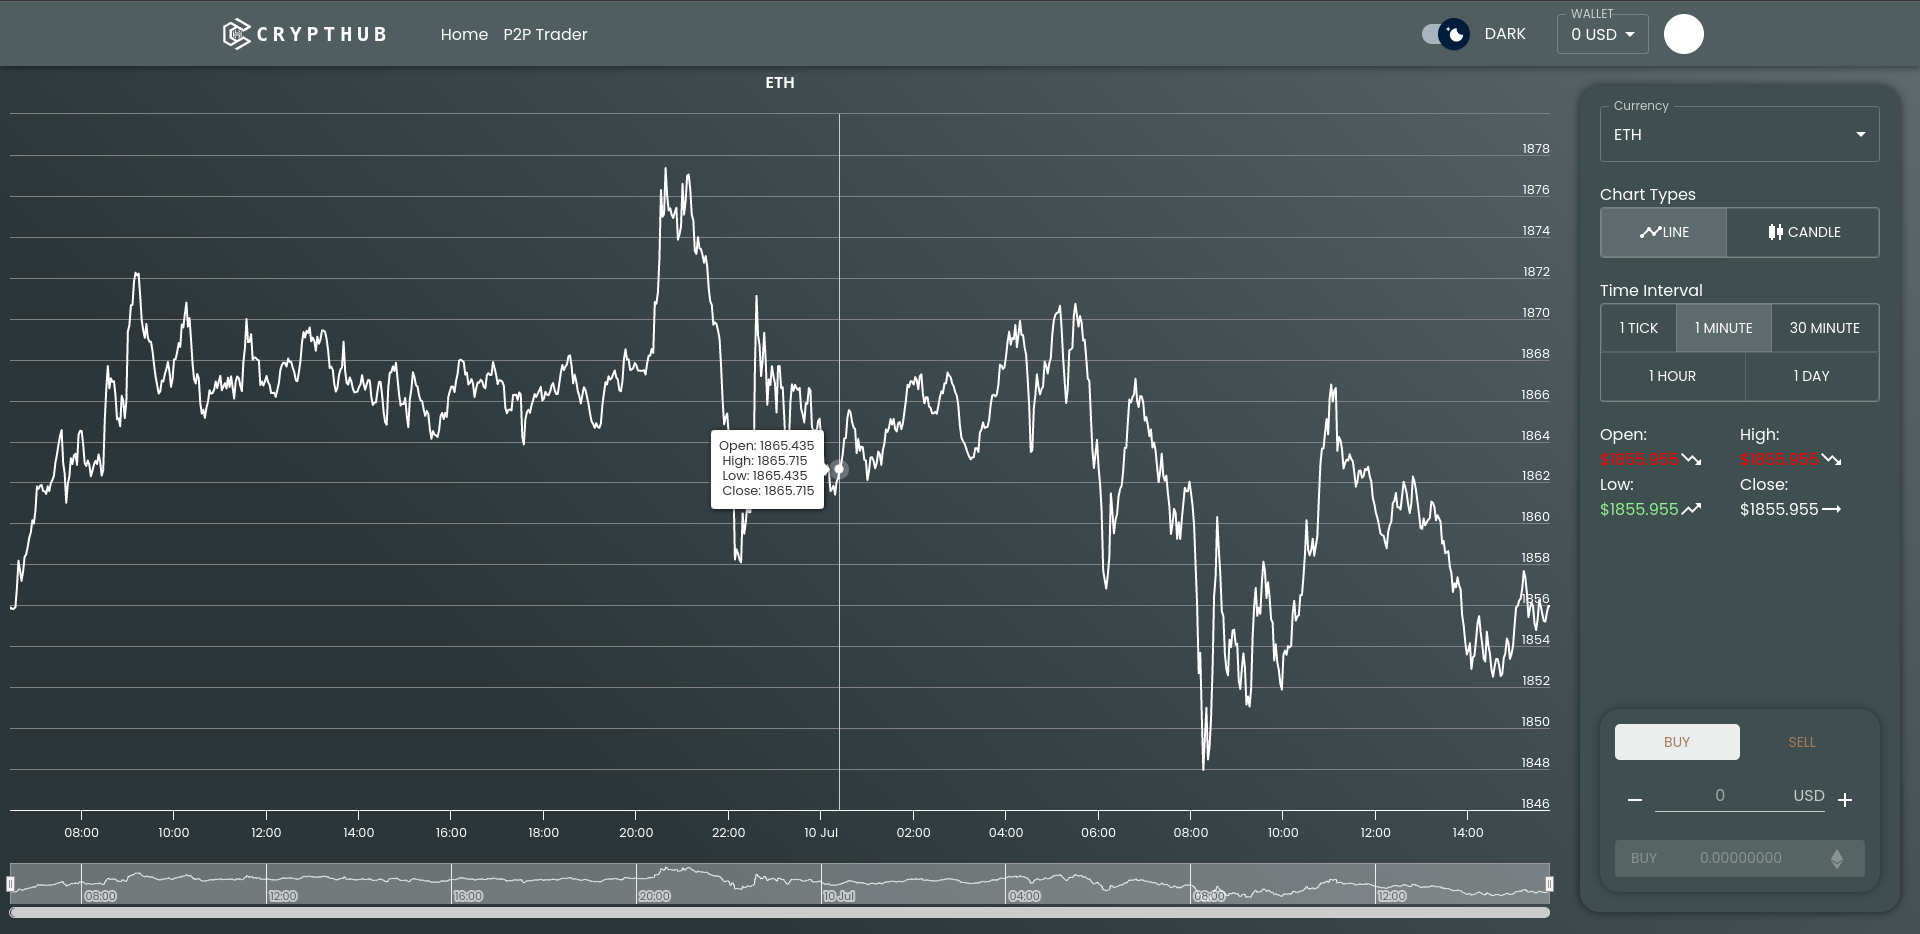 CRYPTHUB
Home
P2P Trader
DARK
WALLET
0 USD
ETH
1878
1876
1874
1872
1870
1868
1866
1864
1862
1860
1858
1856
1854
1852
1850
1848
1846
Open: 1865.435
High: 1865.715
Low: 1865.435
Close: 1865.715
08:00 10:00 12:00 14:00 16:00 18:00 20:00 22:00 10 Jul 02:00 04:00 06:00 08:00 10:00 12:00 14:00
08:00 12:00 16:00 20:00 10 Jul 04:00 08:00 12:00
Currency
ETH
Chart Types
LINE CANDLE
Time Interval
1 TICK 1 MINUTE 30 MINUTE
1 HOUR 1 DAY
Open: High:
$1855.955 $1855.955
Low: Close:
$1855.955 $1855.955
BUY SELL
0 USD
BUY 0.00000000